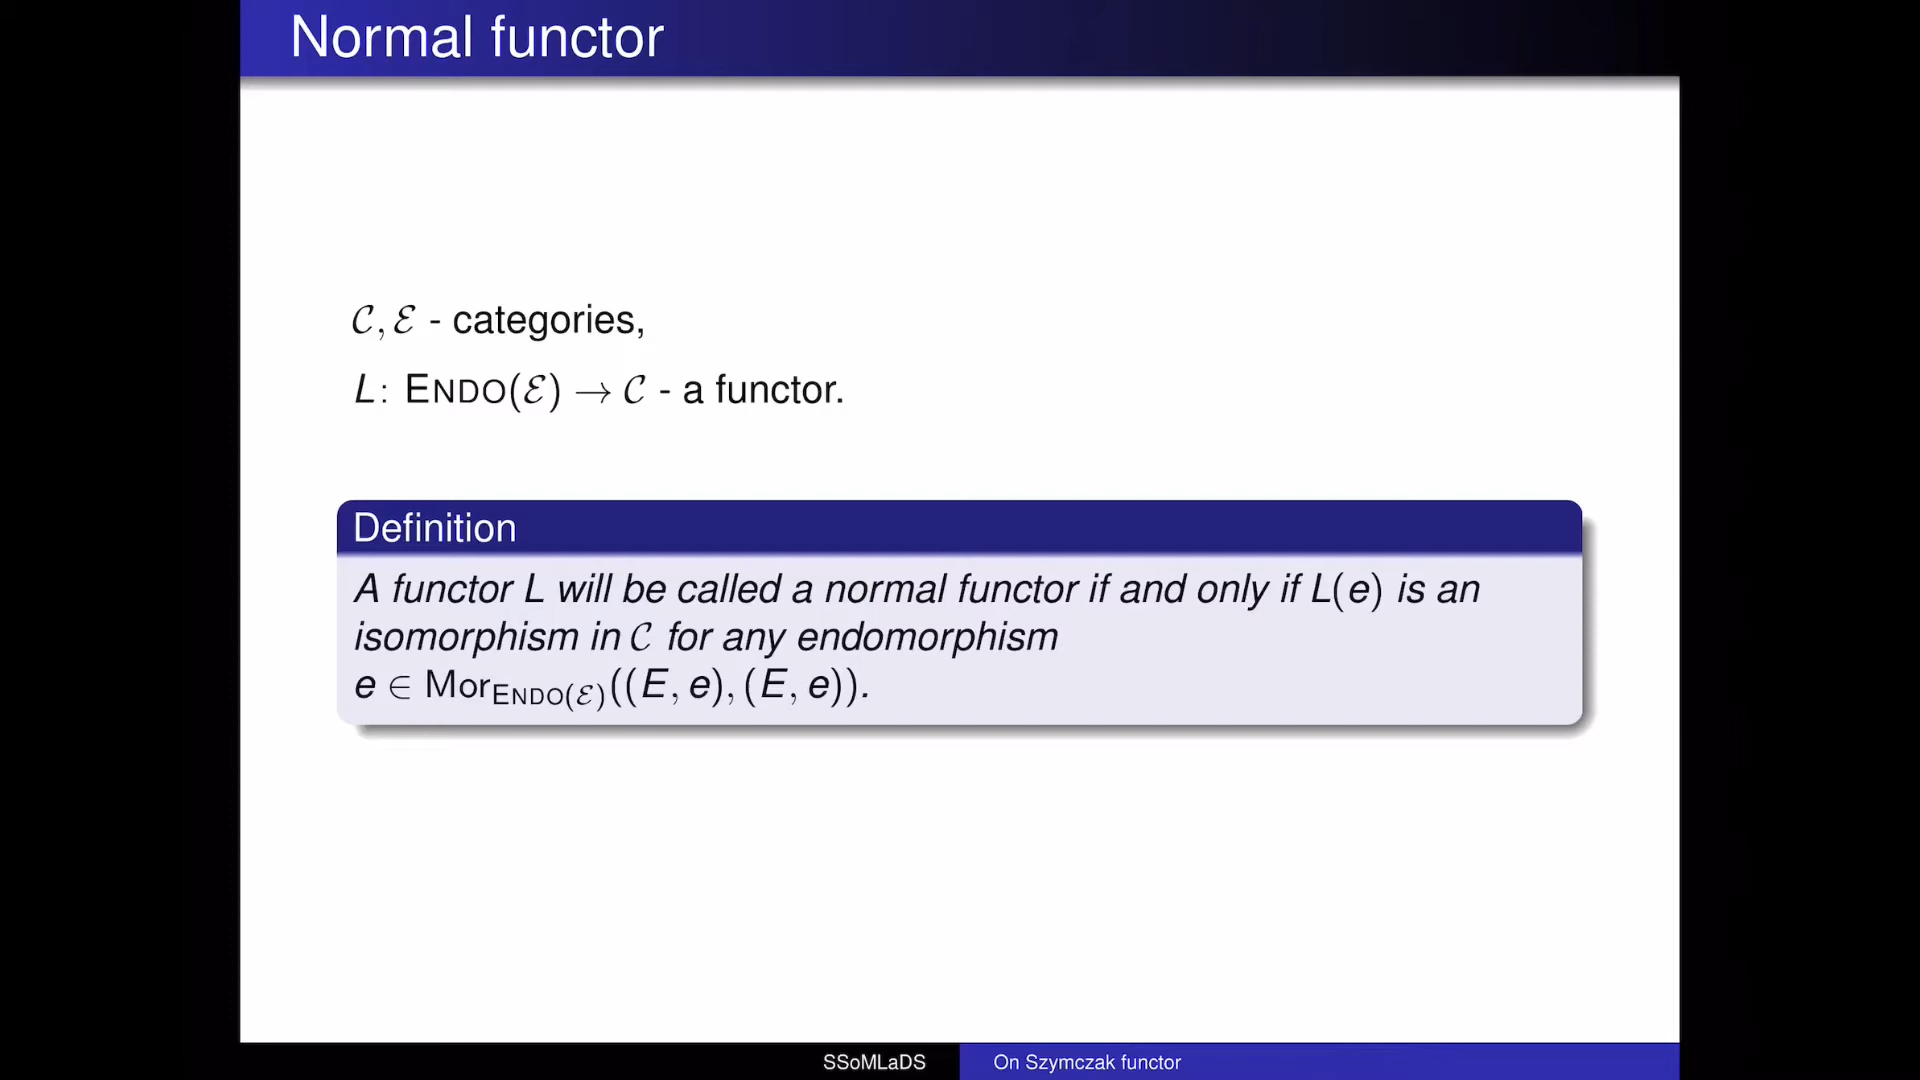 Normal functor
𝒞, ℰ - categories,
L: ENDO(ℰ) → 𝒞 - a functor.
Definition
A functor L will be called a normal functor if and only if L(e) is an
isomorphism in 𝒞 for any endomorphism
e ∈ Mor_ENDO(ℰ)((E, e), (E, e)).
SSoMLaDS
On Szymczak functor